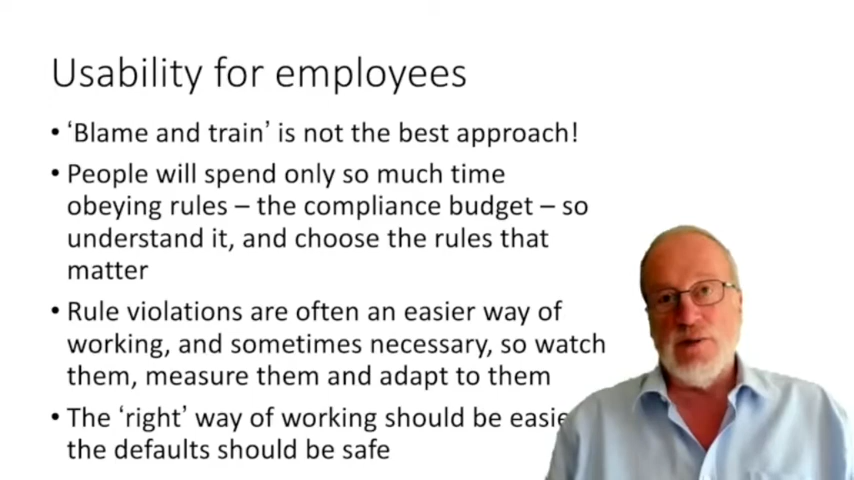 Usability for employees
• ‘Blame and train’ is not the best approach!
• People will spend only so much time
obeying rules – the compliance budget – so
understand it, and choose the rules that
matter
• Rule violations are often an easier way of
working, and sometimes necessary, so watch
them, measure them and adapt to them
• The ‘right’ way of working should be
the defaults should be safe